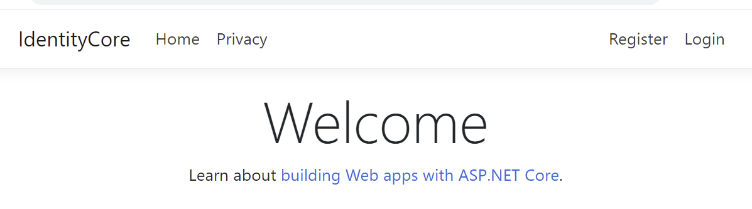 IdentityCore Home Privacy Register Login
Welcome
Learn about building Web apps with ASP.NET Core.